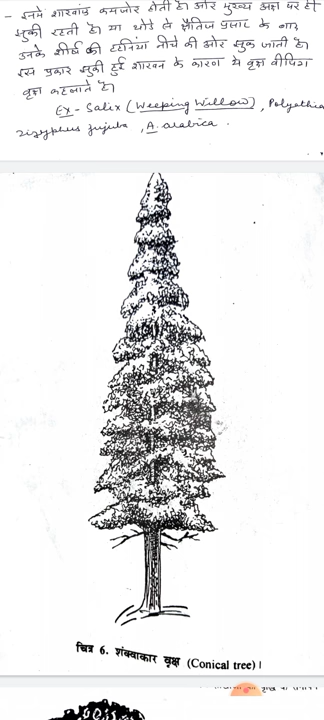 - इनमे शाखाएं कमजोर होती है। और मुख्य अक्ष पर ही
झुकी रहती है। या थोडे से क्षैतिज प्रसार के बाद
उनके शीर्ष की टहनिया नीचे की ओर झुक जाती है।
इस प्रकार झुकी हुई शाखन के कारण ये वृक्ष वीपिंग
वृक्ष कहलाते है।
Ex - Salix (Weeping Willow), Polyalthia
zizyphus jujuba, A. arabica.
चित्र 6. शंक्वाकार वृक्ष (Conical tree)।